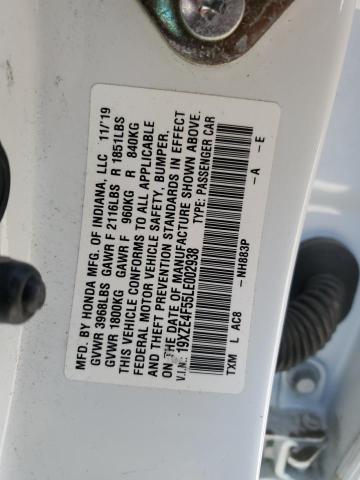 MFD. BY HONDA MFG. OF INDIANA, LLC 11/'19
GVWR 3968LBS GAWR F 2116LBS R 1851LBS
GVWR 1800KG GAWR F 960KG R 840KG
THIS VEHICLE CONFORMS TO ALL APPLICABLE
FEDERAL MOTOR VEHICLE SAFETY, BUMPER,
AND THEFT PREVENTION STANDARDS IN EFFECT
ON THE DATE OF MANUFACTURE SHOWN ABOVE.
V.I.N.: 19XZE4F55LE002938 TYPE: PASSENGER CAR
TXM L AC8 -NH883P -A -E